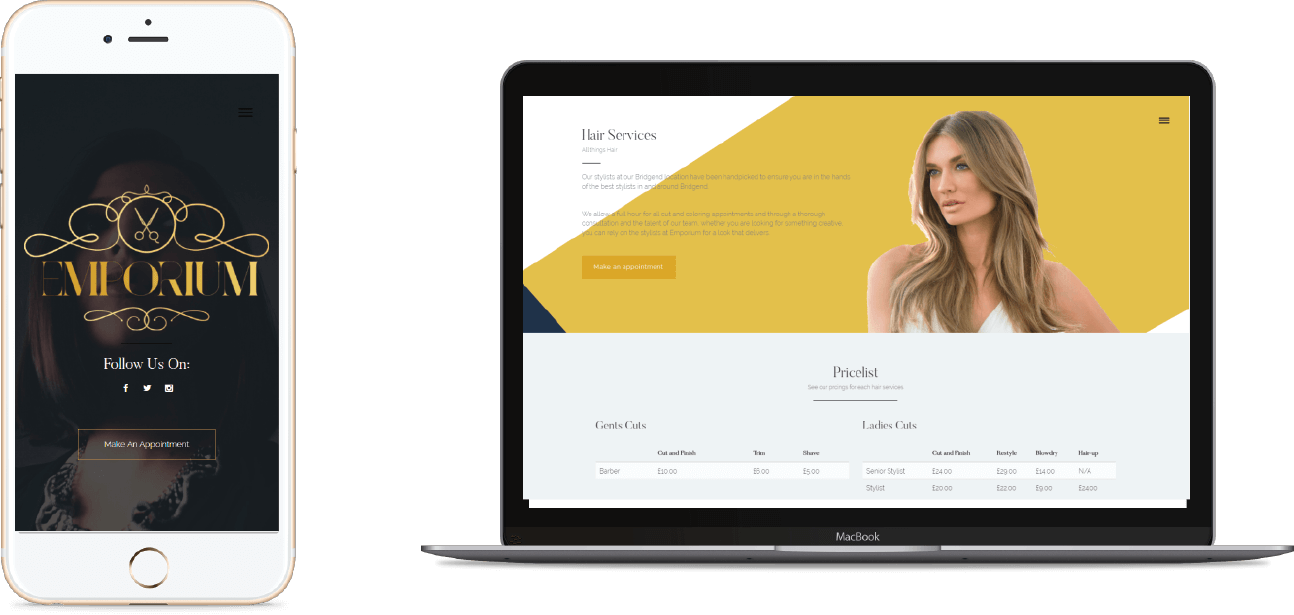 EMPORIUM
Follow Us On:
Make An Appointment
Hair Services
All things Hair
Our stylists at our Bridgend location have been handpicked to ensure you are in the hands
of the best stylists in and around Bridgend.
We allow a full hour for all cut and coloring appointments and through a thorough
consultation and the talent of our team, whether you are looking for something creative,
you can rely on the stylists at Emporium for a look that delivers.
Make an appointment
Pricelist
See our pricings for each hair services
Gents Cuts
Cut and Finish Trim Shave
Barber £10.00 £6.00 £5.00
Ladies Cuts
Cut and Finish Restyle Blowdry Hair-up
Senior Stylist £24.00 £29.00 £14.00 N/A
Stylist £20.00 £22.00 £9.00 £24.00
MacBook